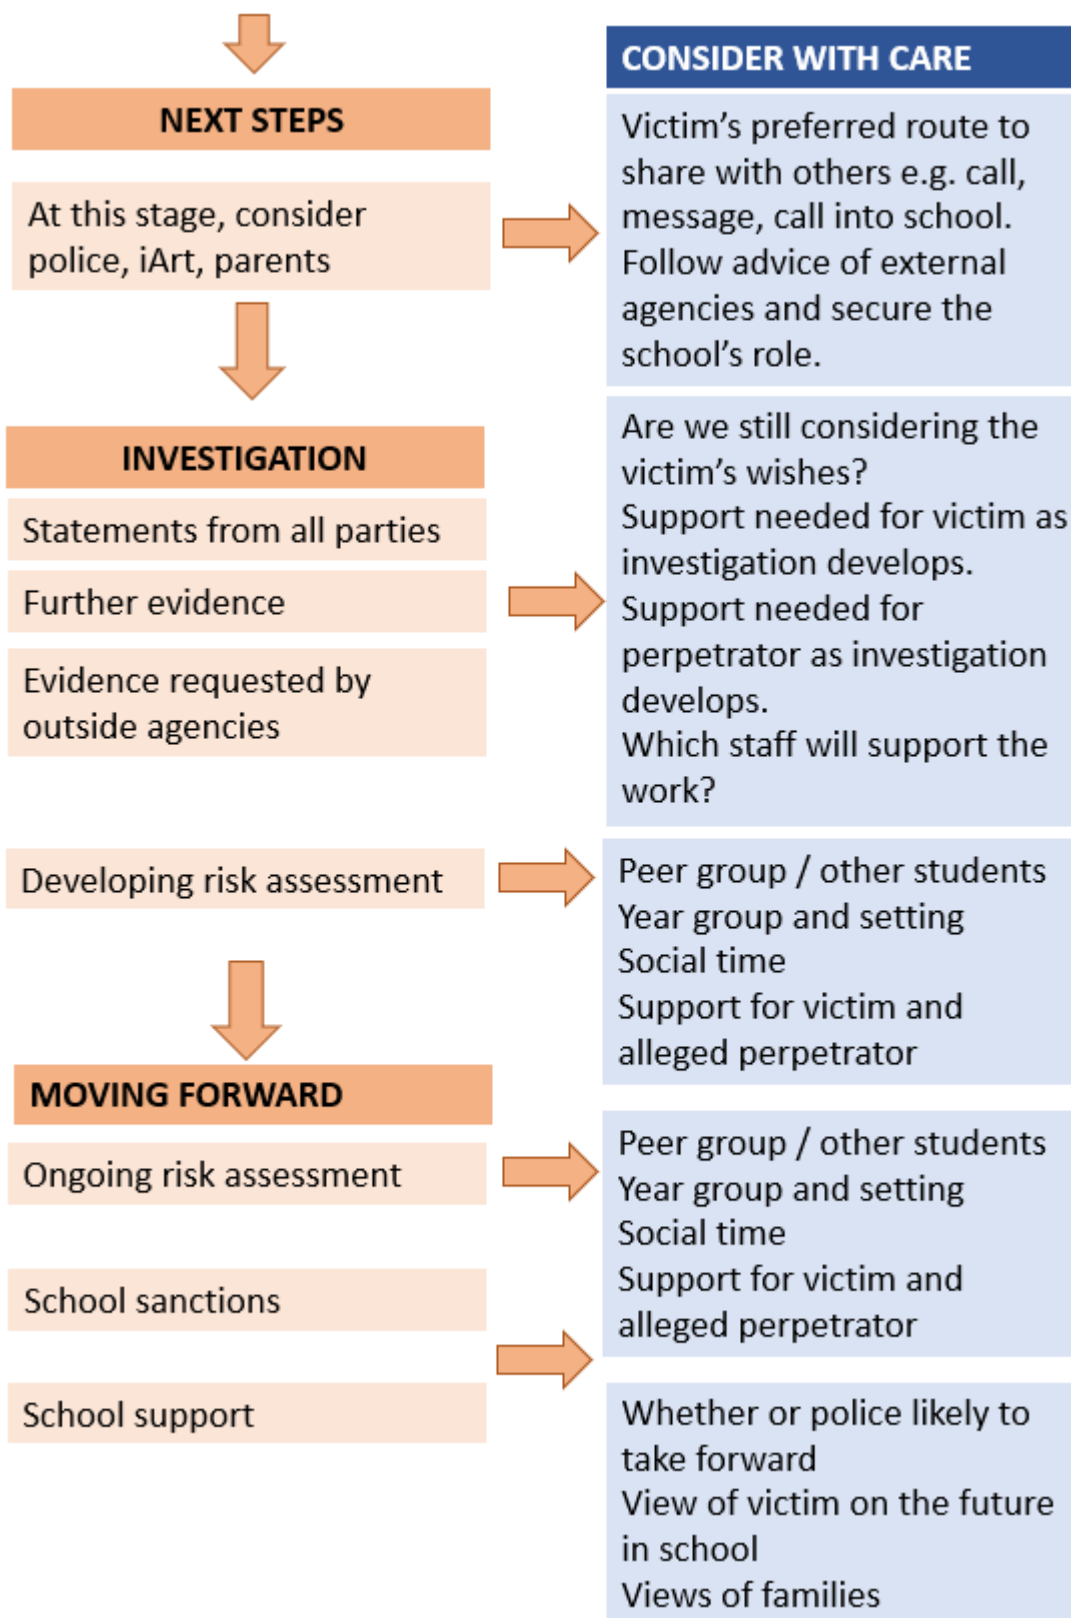 CONSIDER WITH CARE
NEXT STEPS
At this stage, consider
police, iArt, parents
Victim’s preferred route to
share with others e.g. call,
message, call into school.
Follow advice of external
agencies and secure the
school’s role.
INVESTIGATION
Statements from all parties
Further evidence
Evidence requested by
outside agencies
Are we still considering the
victim’s wishes?
Support needed for victim as
investigation develops.
Support needed for
perpetrator as investigation
develops.
Which staff will support the
work?
Developing risk assessment
Peer group / other students
Year group and setting
Social time
Support for victim and
alleged perpetrator
MOVING FORWARD
Ongoing risk assessment
Peer group / other students
Year group and setting
Social time
Support for victim and
alleged perpetrator
School sanctions
School support
Whether or police likely to
take forward
View of victim on the future
in school
Views of families